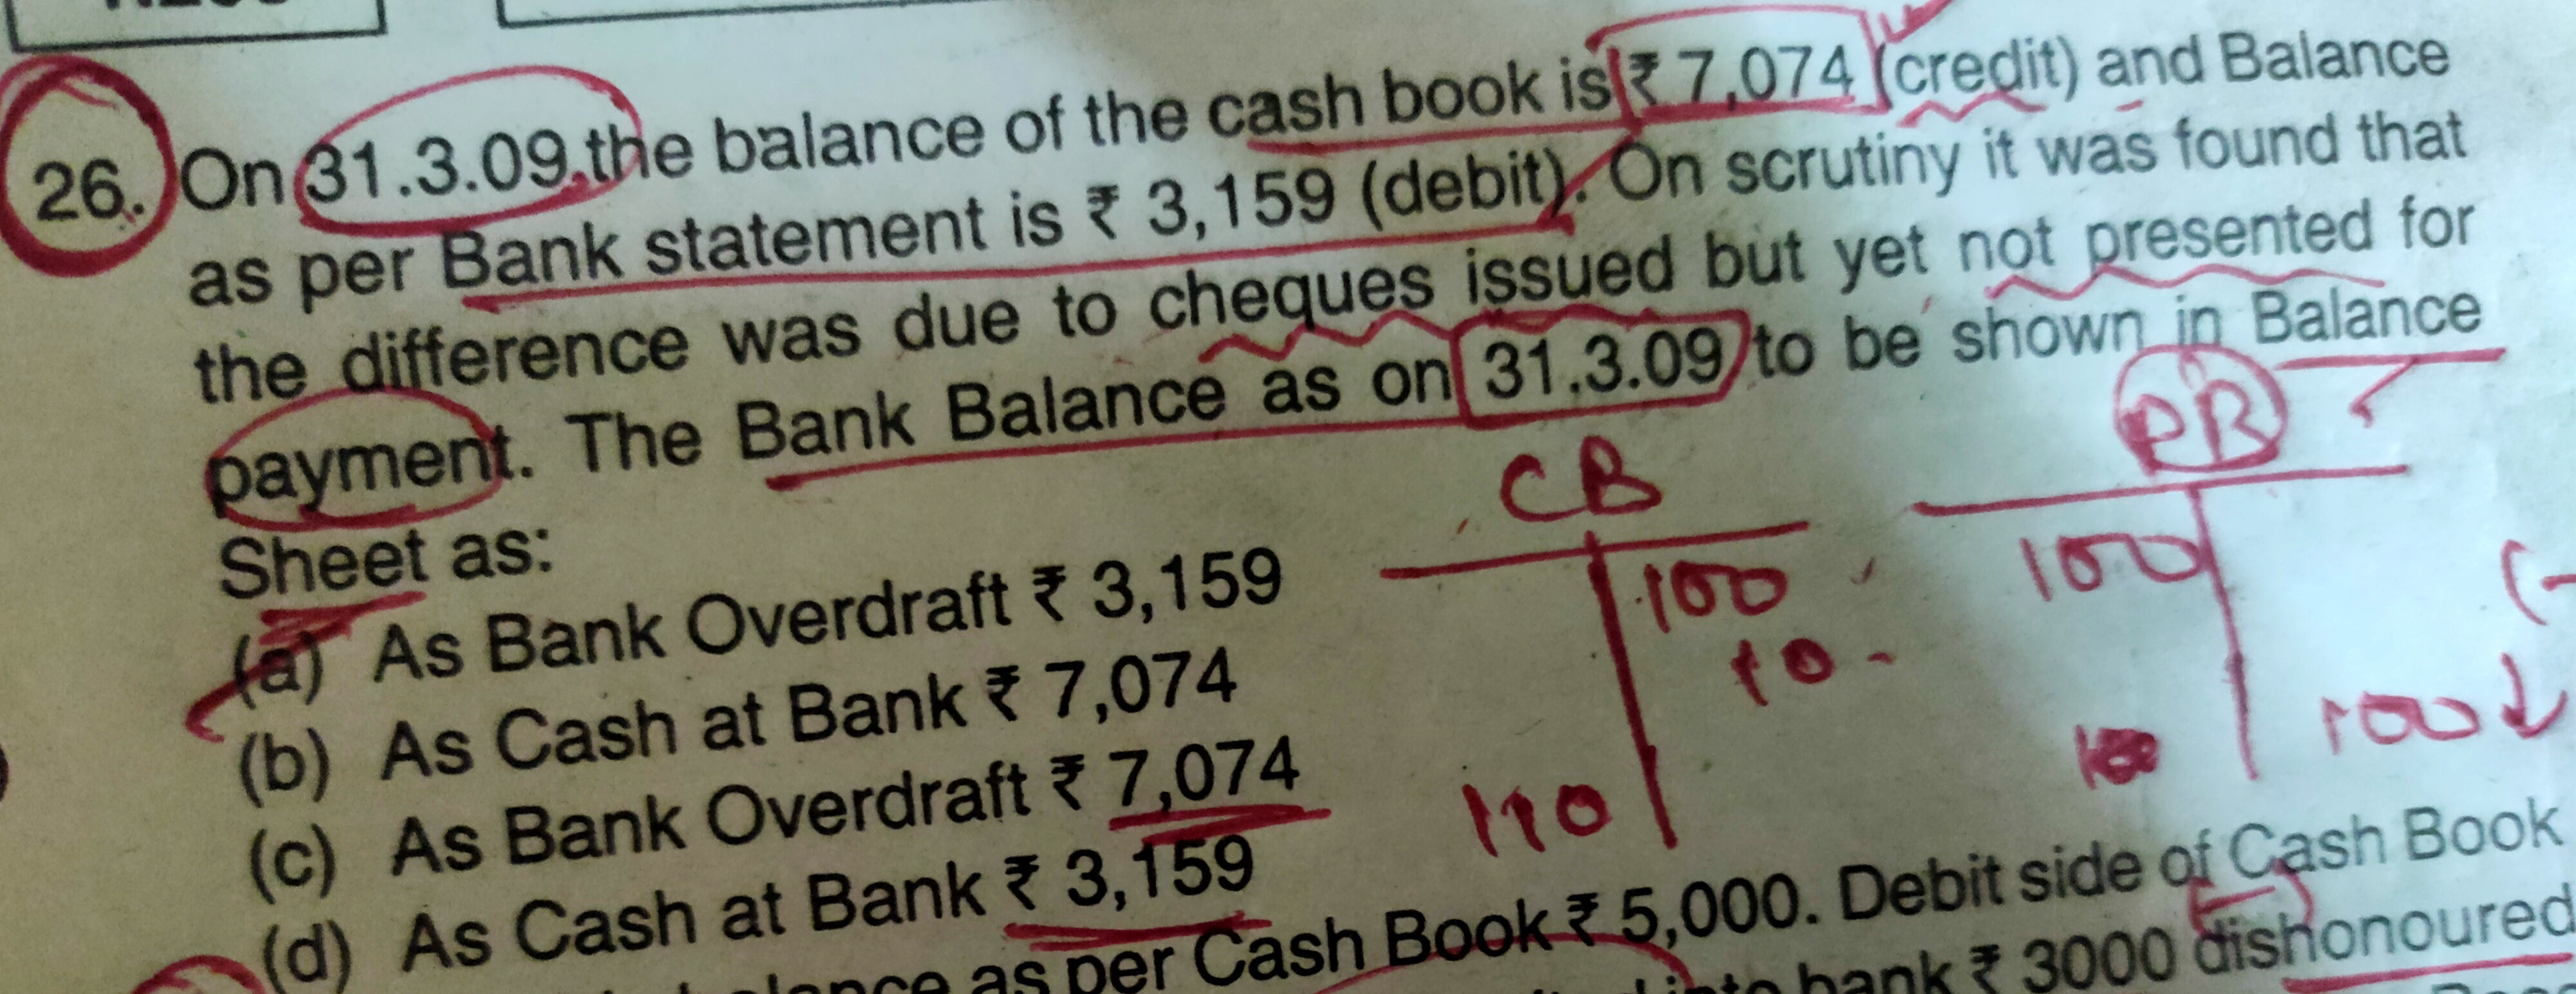 26. On 31.3.09.the balance of the cash book is ₹ 7,074 (credit) and Balance
as per Bank statement is ₹ 3,159 (debit). On scrutiny it was found that
the difference was due to cheques issued but yet not presented for
payment. The Bank Balance as on 31.3.09 to be shown in Balance
Sheet as:
(a) As Bank Overdraft ₹ 3,159
(b) As Cash at Bank ₹ 7,074
(c) As Bank Overdraft ₹ 7,074
(d) As Cash at Bank ₹ 3,159
CB
100
10
110
PB
100
100
as per Cash Book ₹ 5,000. Debit side of Cash Book
bank ₹ 3000 dishonoured